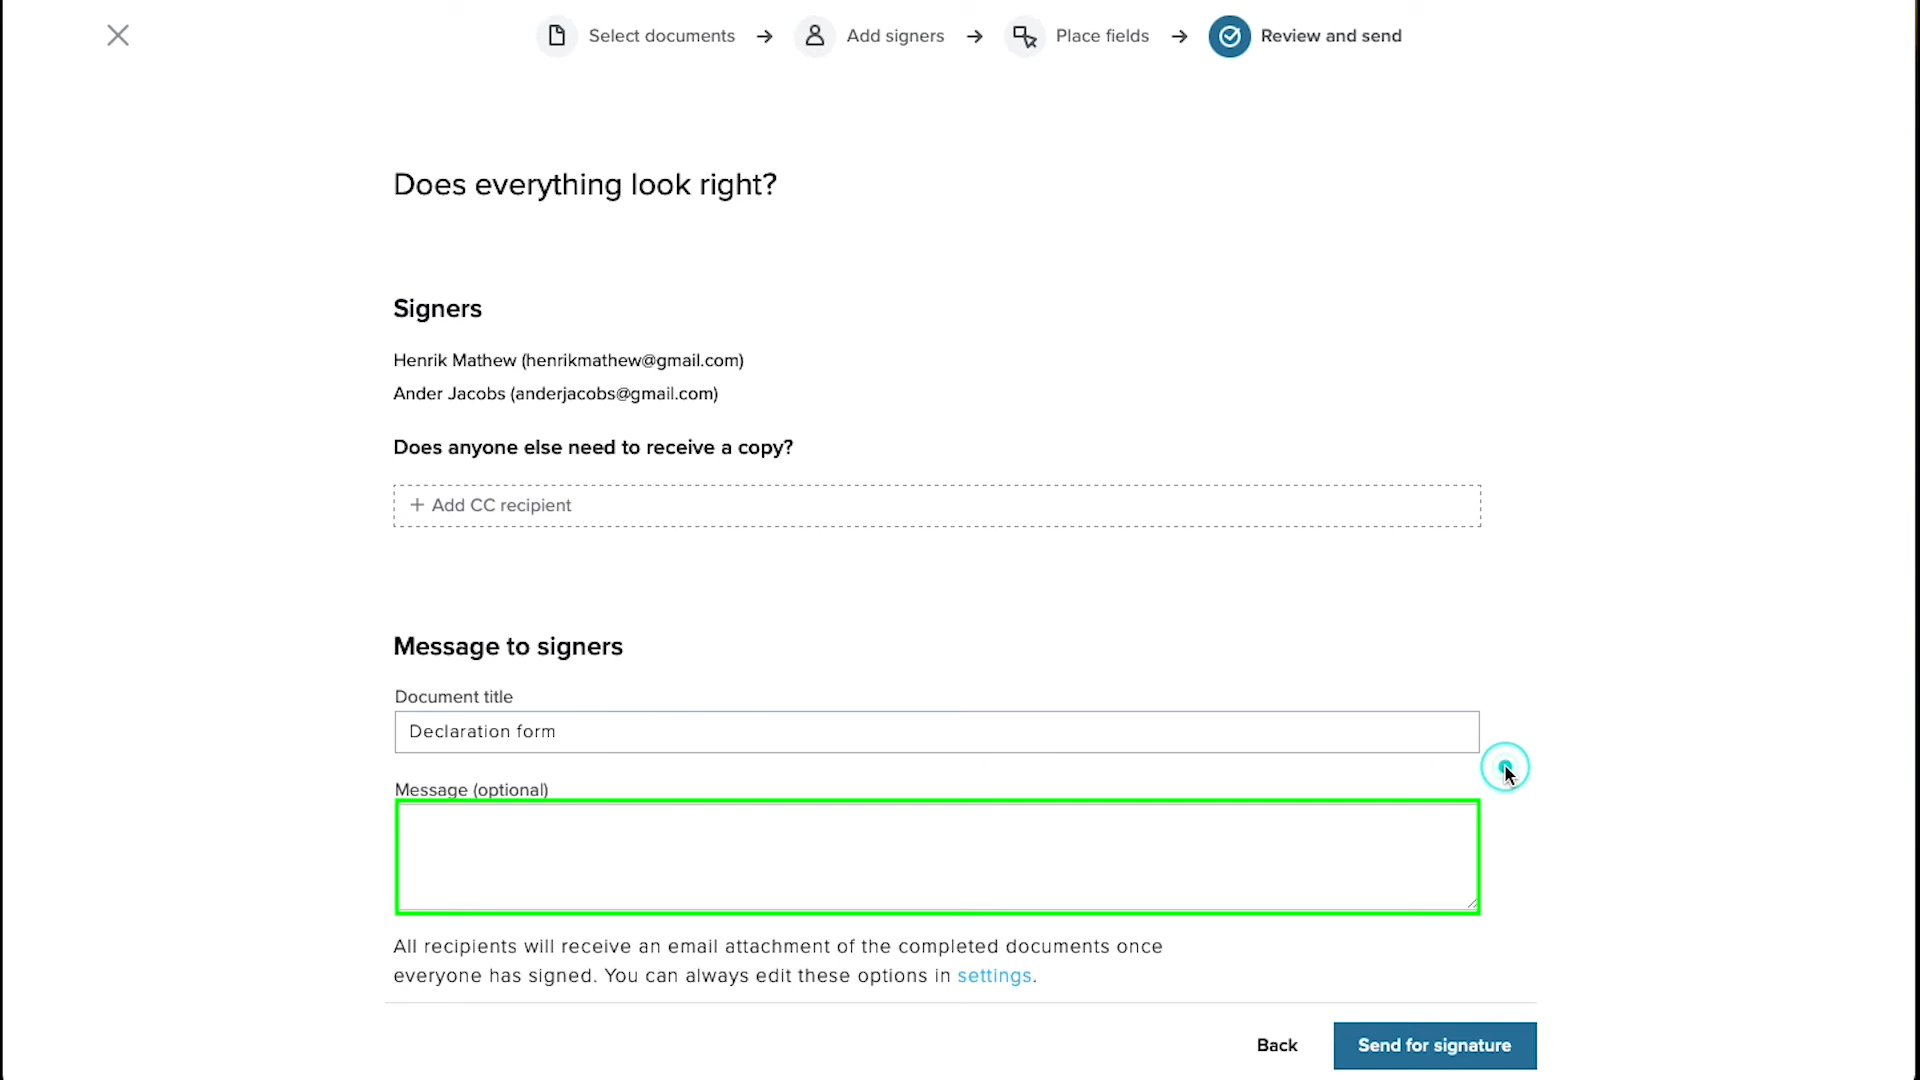 Select documents → Add signers → Place fields → Review and send
Does everything look right?
Signers
Henrik Mathew (henrikmathew@gmail.com)
Ander Jacobs (anderjacobs@gmail.com)
Does anyone else need to receive a copy?
+ Add CC recipient
Message to signers
Document title
Declaration form
Message (optional)
All recipients will receive an email attachment of the completed documents once
everyone has signed. You can always edit these options in settings.
Back Send for signature